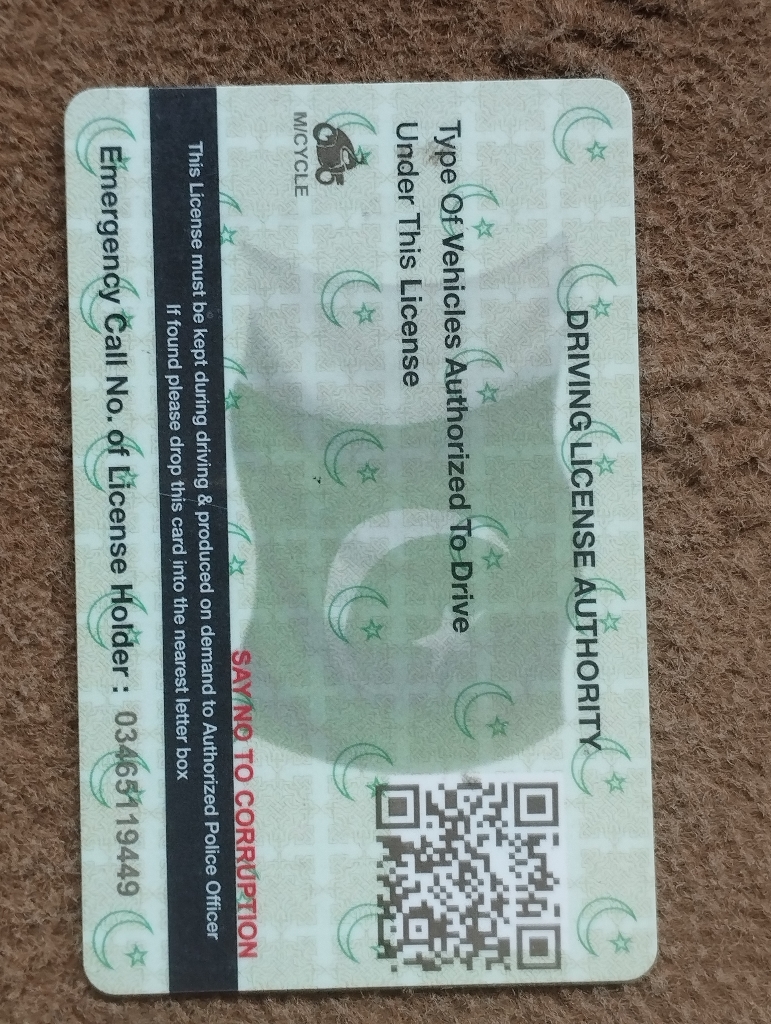 DRIVING LICENSE AUTHORITY
Type Of Vehicles Authorized To Drive
Under This License
M/CYCLE
SAY NO TO CORRUPTION
This License must be kept during driving & produced on demand to Authorized Police Officer
If found please drop this card into the nearest letter box
Emergency Call No. of License Holder : 03465119449